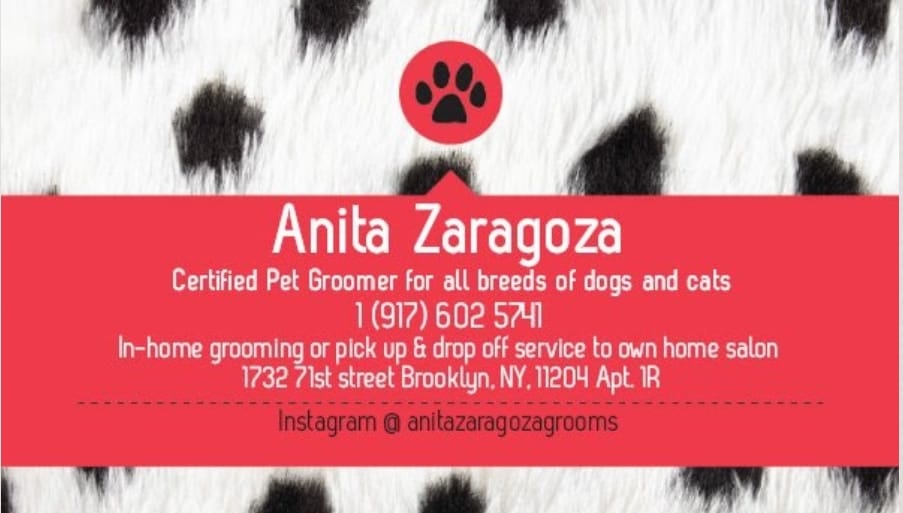 Anita Zaragoza
Certified Pet Groomer for all breeds of dogs and cats
1 (917) 602 5741
In-home grooming or pick up & drop off service to own home salon
1732 71st street Brooklyn, NY, 11204 Apt. 1R
Instagram @ anitazaragozagrooms